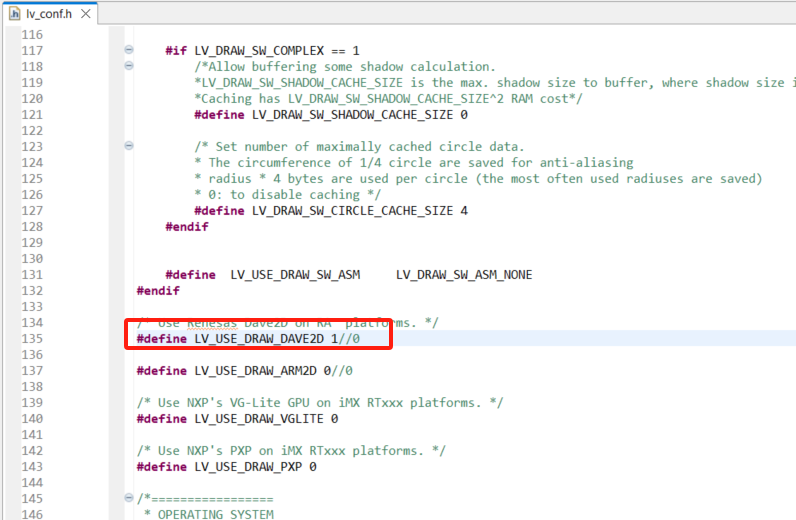 lv_conf.h
116
117 #if LV_DRAW_SW_COMPLEX == 1
118 /*Allow buffering some shadow calculation.
119 *LV_DRAW_SW_SHADOW_CACHE_SIZE is the max. shadow size to buffer, where shadow size i
120 *Caching has LV_DRAW_SW_SHADOW_CACHE_SIZE^2 RAM cost*/
121 #define LV_DRAW_SW_SHADOW_CACHE_SIZE 0
122
123 /* Set number of maximally cached circle data.
124 * The circumference of 1/4 circle are saved for anti-aliasing
125 * radius * 4 bytes are used per circle (the most often used radiuses are saved)
126 * 0: to disable caching */
127 #define LV_DRAW_SW_CIRCLE_CACHE_SIZE 4
128 #endif
129
130
131 #define LV_USE_DRAW_SW_ASM LV_DRAW_SW_ASM_NONE
132 #endif
133
134 /* Use Renesas Dave2D on RA platforms. */
135 #define LV_USE_DRAW_DAVE2D 1//0
136
137 #define LV_USE_DRAW_ARM2D 0//0
138
139 /* Use NXP's VG-Lite GPU on iMX RTxxx platforms. */
140 #define LV_USE_DRAW_VGLITE 0
141
142 /* Use NXP's PXP on iMX RTxxx platforms. */
143 #define LV_USE_DRAW_PXP 0
144
145 /*=================
146 * OPERATING SYSTEM